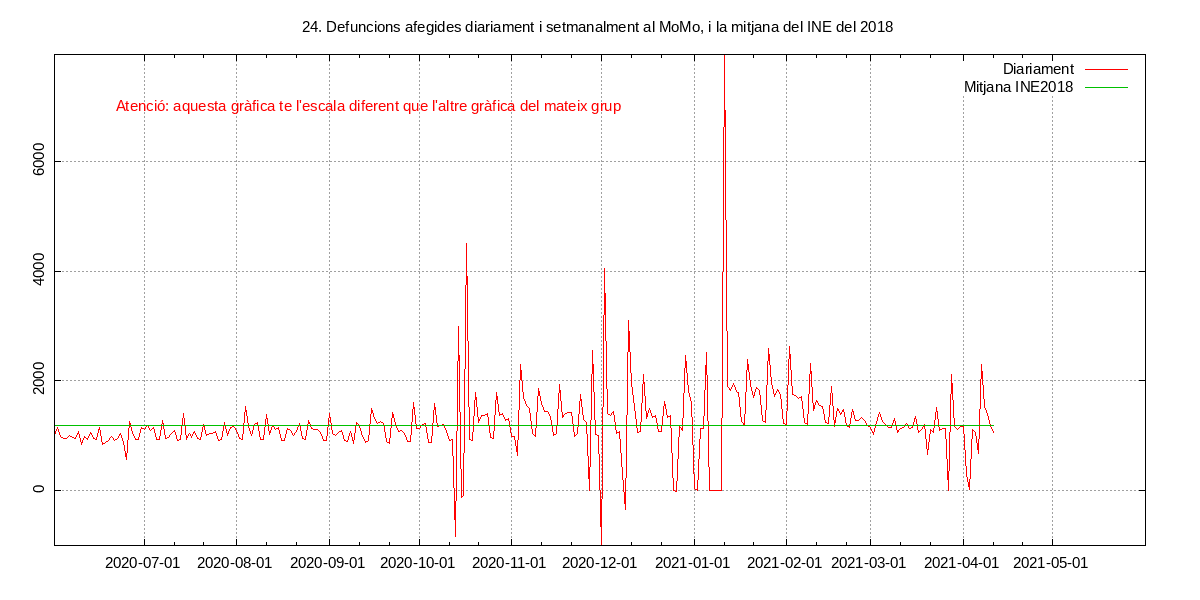 24. Defuncions afegides diariament i setmanalment al MoMo, i la mitjana del INE del 2018
Diariament
Mitjana INE2018
Atenció: aquesta gràfica te l'escala diferent que l'altre gràfica del mateix grup
6000
4000
2000
0
2020-07-01 2020-08-01 2020-09-01 2020-10-01 2020-11-01 2020-12-01 2021-01-01 2021-02-01 2021-03-01 2021-04-01 2021-05-01